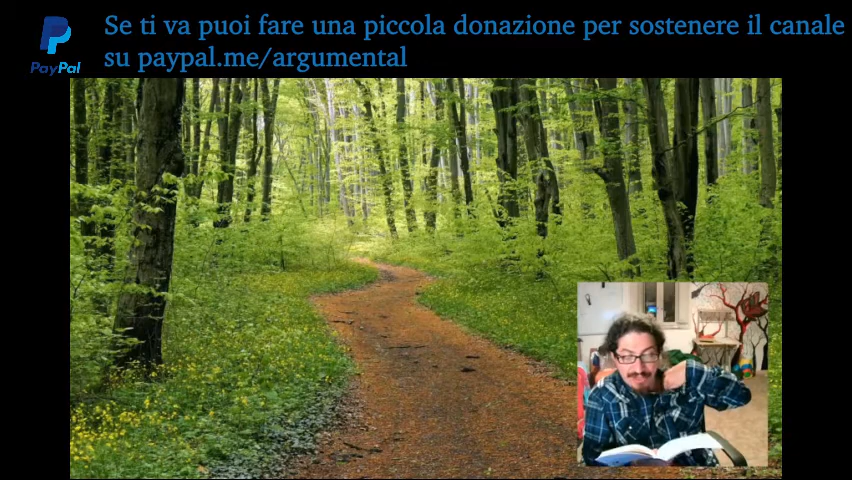 Se ti va puoi fare una piccola donazione per sostenere il canale
su paypal.me/argumental
PayPal